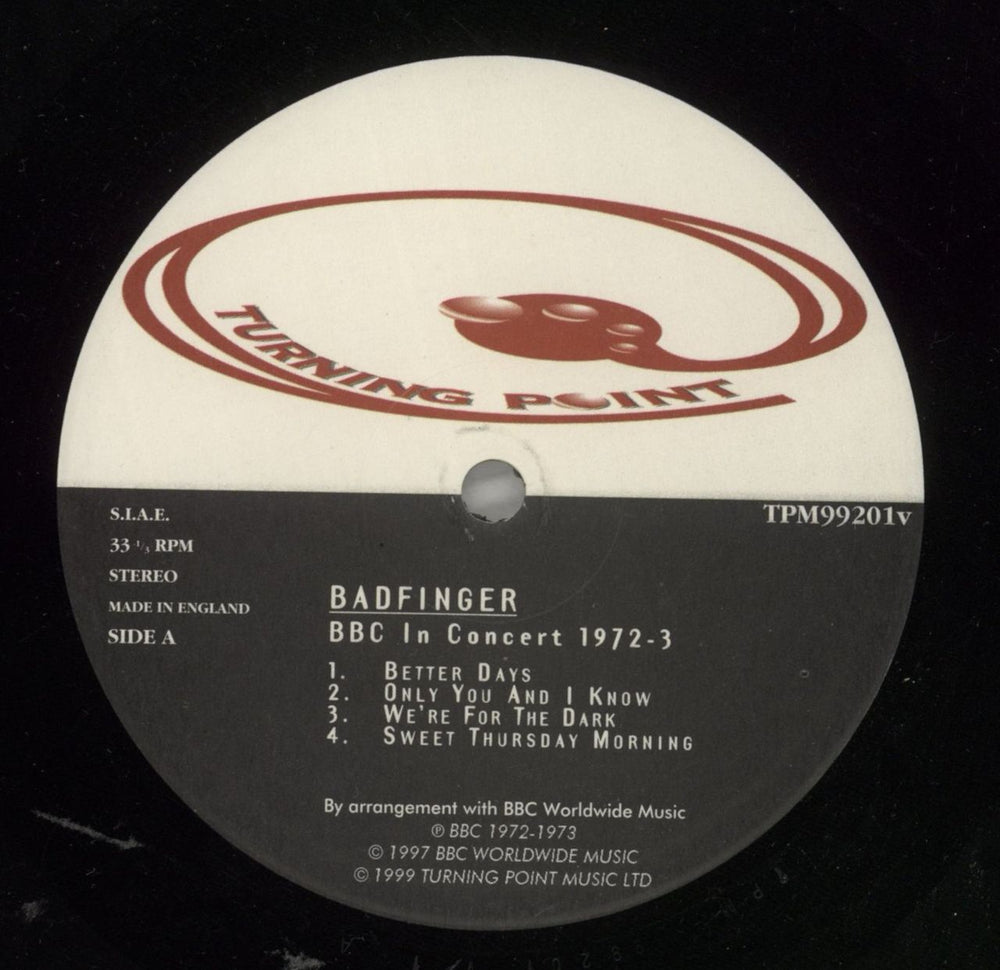 TURNING POINT
S.I.A.E.
TPM99201v
33 1/3 RPM
STEREO
MADE IN ENGLAND
SIDE A
BADFINGER
BBC In Concert 1972-3
1. BETTER DAYS
2. ONLY YOU AND I KNOW
3. WE'RE FOR THE DARK
4. SWEET THURSDAY MORNING
By arrangement with BBC Worldwide Music
℗ BBC 1972-1973
© 1997 BBC WORLDWIDE MUSIC
© 1999 TURNING POINT MUSIC LTD